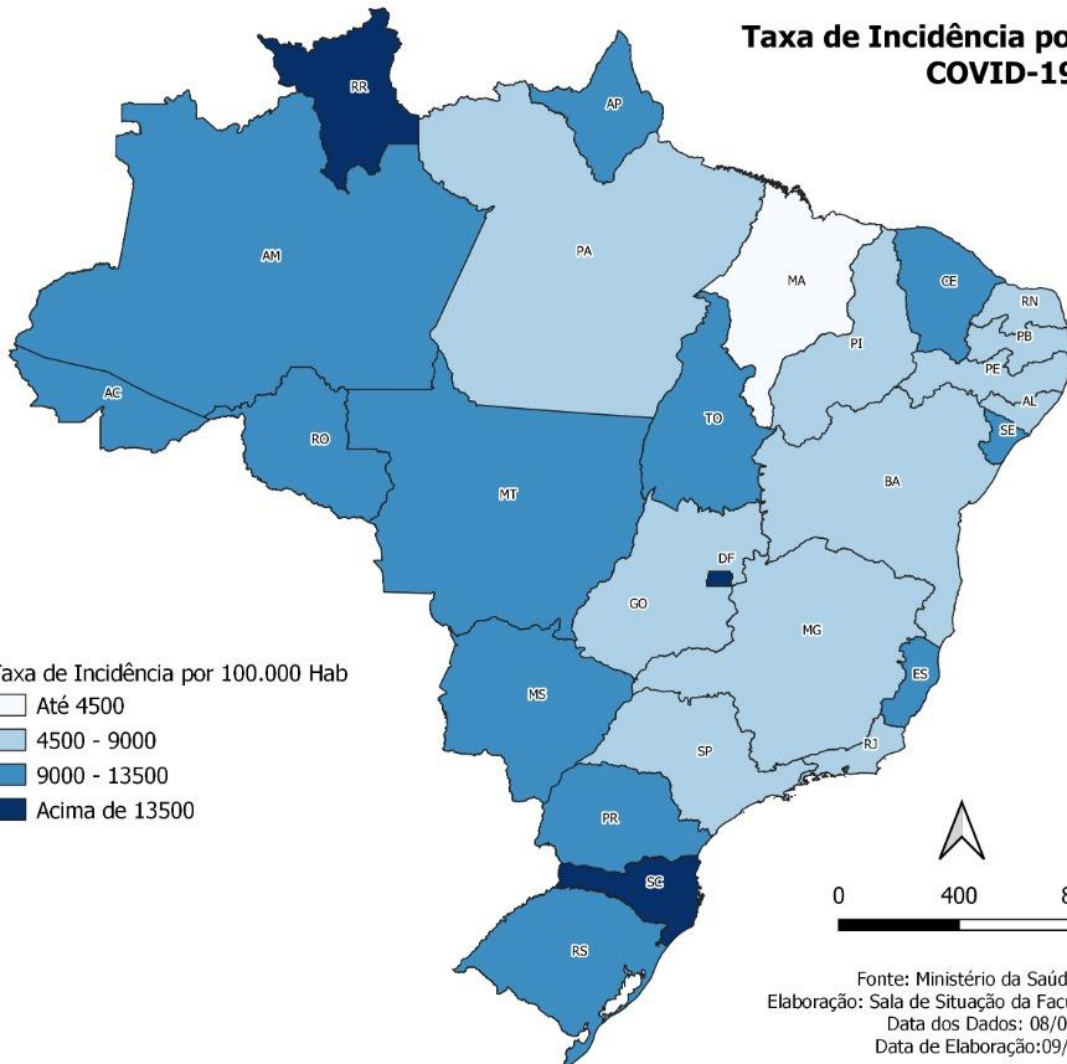 Taxa de Incidência po
COVID-19
RR
AP
AM
PA
MA
CE
RN
PI
PB
PE
AC
AL
TO
SE
RO
BA
MT
DF
GO
MG
ES
MS
SP
RJ
PR
SC
RS
Taxa de Incidência por 100.000 Hab
Até 4500
4500 - 9000
9000 - 13500
Acima de 13500
0 400 8
Fonte: Ministério da Saúd
Elaboração: Sala de Situação da Facu
Data dos Dados: 08/0
Data de Elaboração:09/